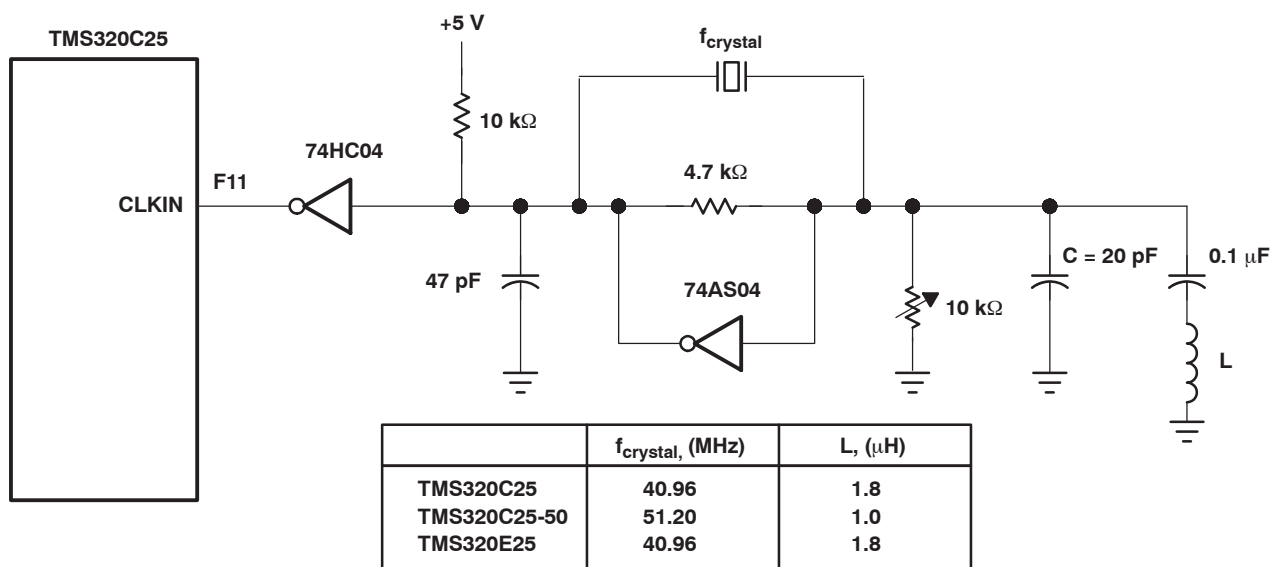 +5 V
TMS320C25
f_crystal
10 kΩ
74HC04
4.7 kΩ
F11
CLKIN
C = 20 pF
0.1 µF
47 pF
74AS04
10 kΩ
L
f_crystal, (MHz) L, (µH)
TMS320C25 40.96 1.8
TMS320C25-50 51.20 1.0
TMS320E25 40.96 1.8